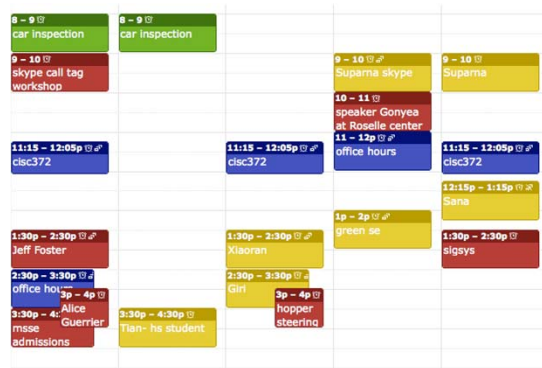 8 – 9
car inspection
9 – 10
skype call tag
workshop
11:15 – 12:05p
cisc372
1:30p – 2:30p
Jeff Foster
2:30p – 3:30p
office
3p – 4p
Alice
Guerrier
3:30p –
msse
admissions
8 – 9
car inspection
3:30p – 4:30p
Tian- hs student
11:15 – 12:05p
cisc372
1:30p – 2:30p
Xiaoran
2:30p – 3:30p
Giri
3p – 4p
hopper
steering
9 – 10
Suparna skype
10 – 11
speaker Gonyea
at Roselle center
11 – 12p
office hours
1p – 2p
green se
9 – 10
Suparna
11:15 – 12:05p
cisc372
12:15p – 1:15p
Sana
1:30p – 2:30p
sigsys